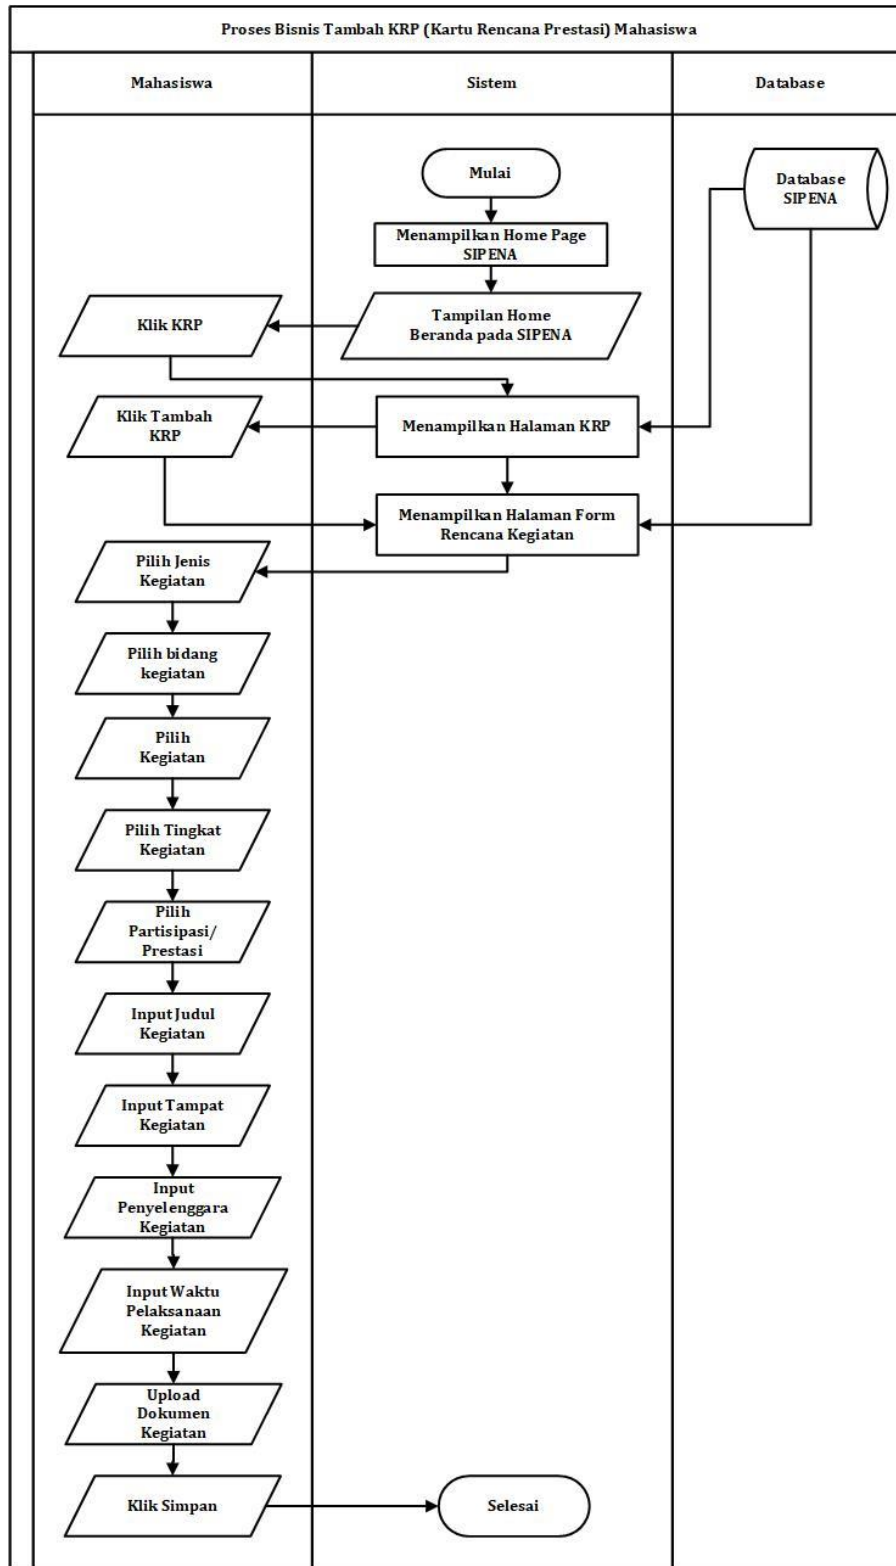 Proses Bisnis Tambah KRP (Kartu Rencana Prestasi) Mahasiswa
Mahasiswa
Sistem
Database
Mulai
Database
SIPENA
Menampilkan Home Page
SIPENA
Tampilan Home
Beranda pada SIPENA
Klik KRP
Klik Tambah
KRP
Menampilkan Halaman KRP
Menampilkan Halaman Form
Rencana Kegiatan
Pilih Jenis
Kegiatan
Pilih bidang
kegiatan
Pilih
Kegiatan
Pilih Tingkat
Kegiatan
Pilih
Partisipasi/
Prestasi
Input Judul
Kegiatan
Input Tampat
Kegiatan
Input
Penyelenggara
Kegiatan
Input Waktu
Pelaksanaan
Kegiatan
Upload
Dokumen
Kegiatan
Klik Simpan
Selesai